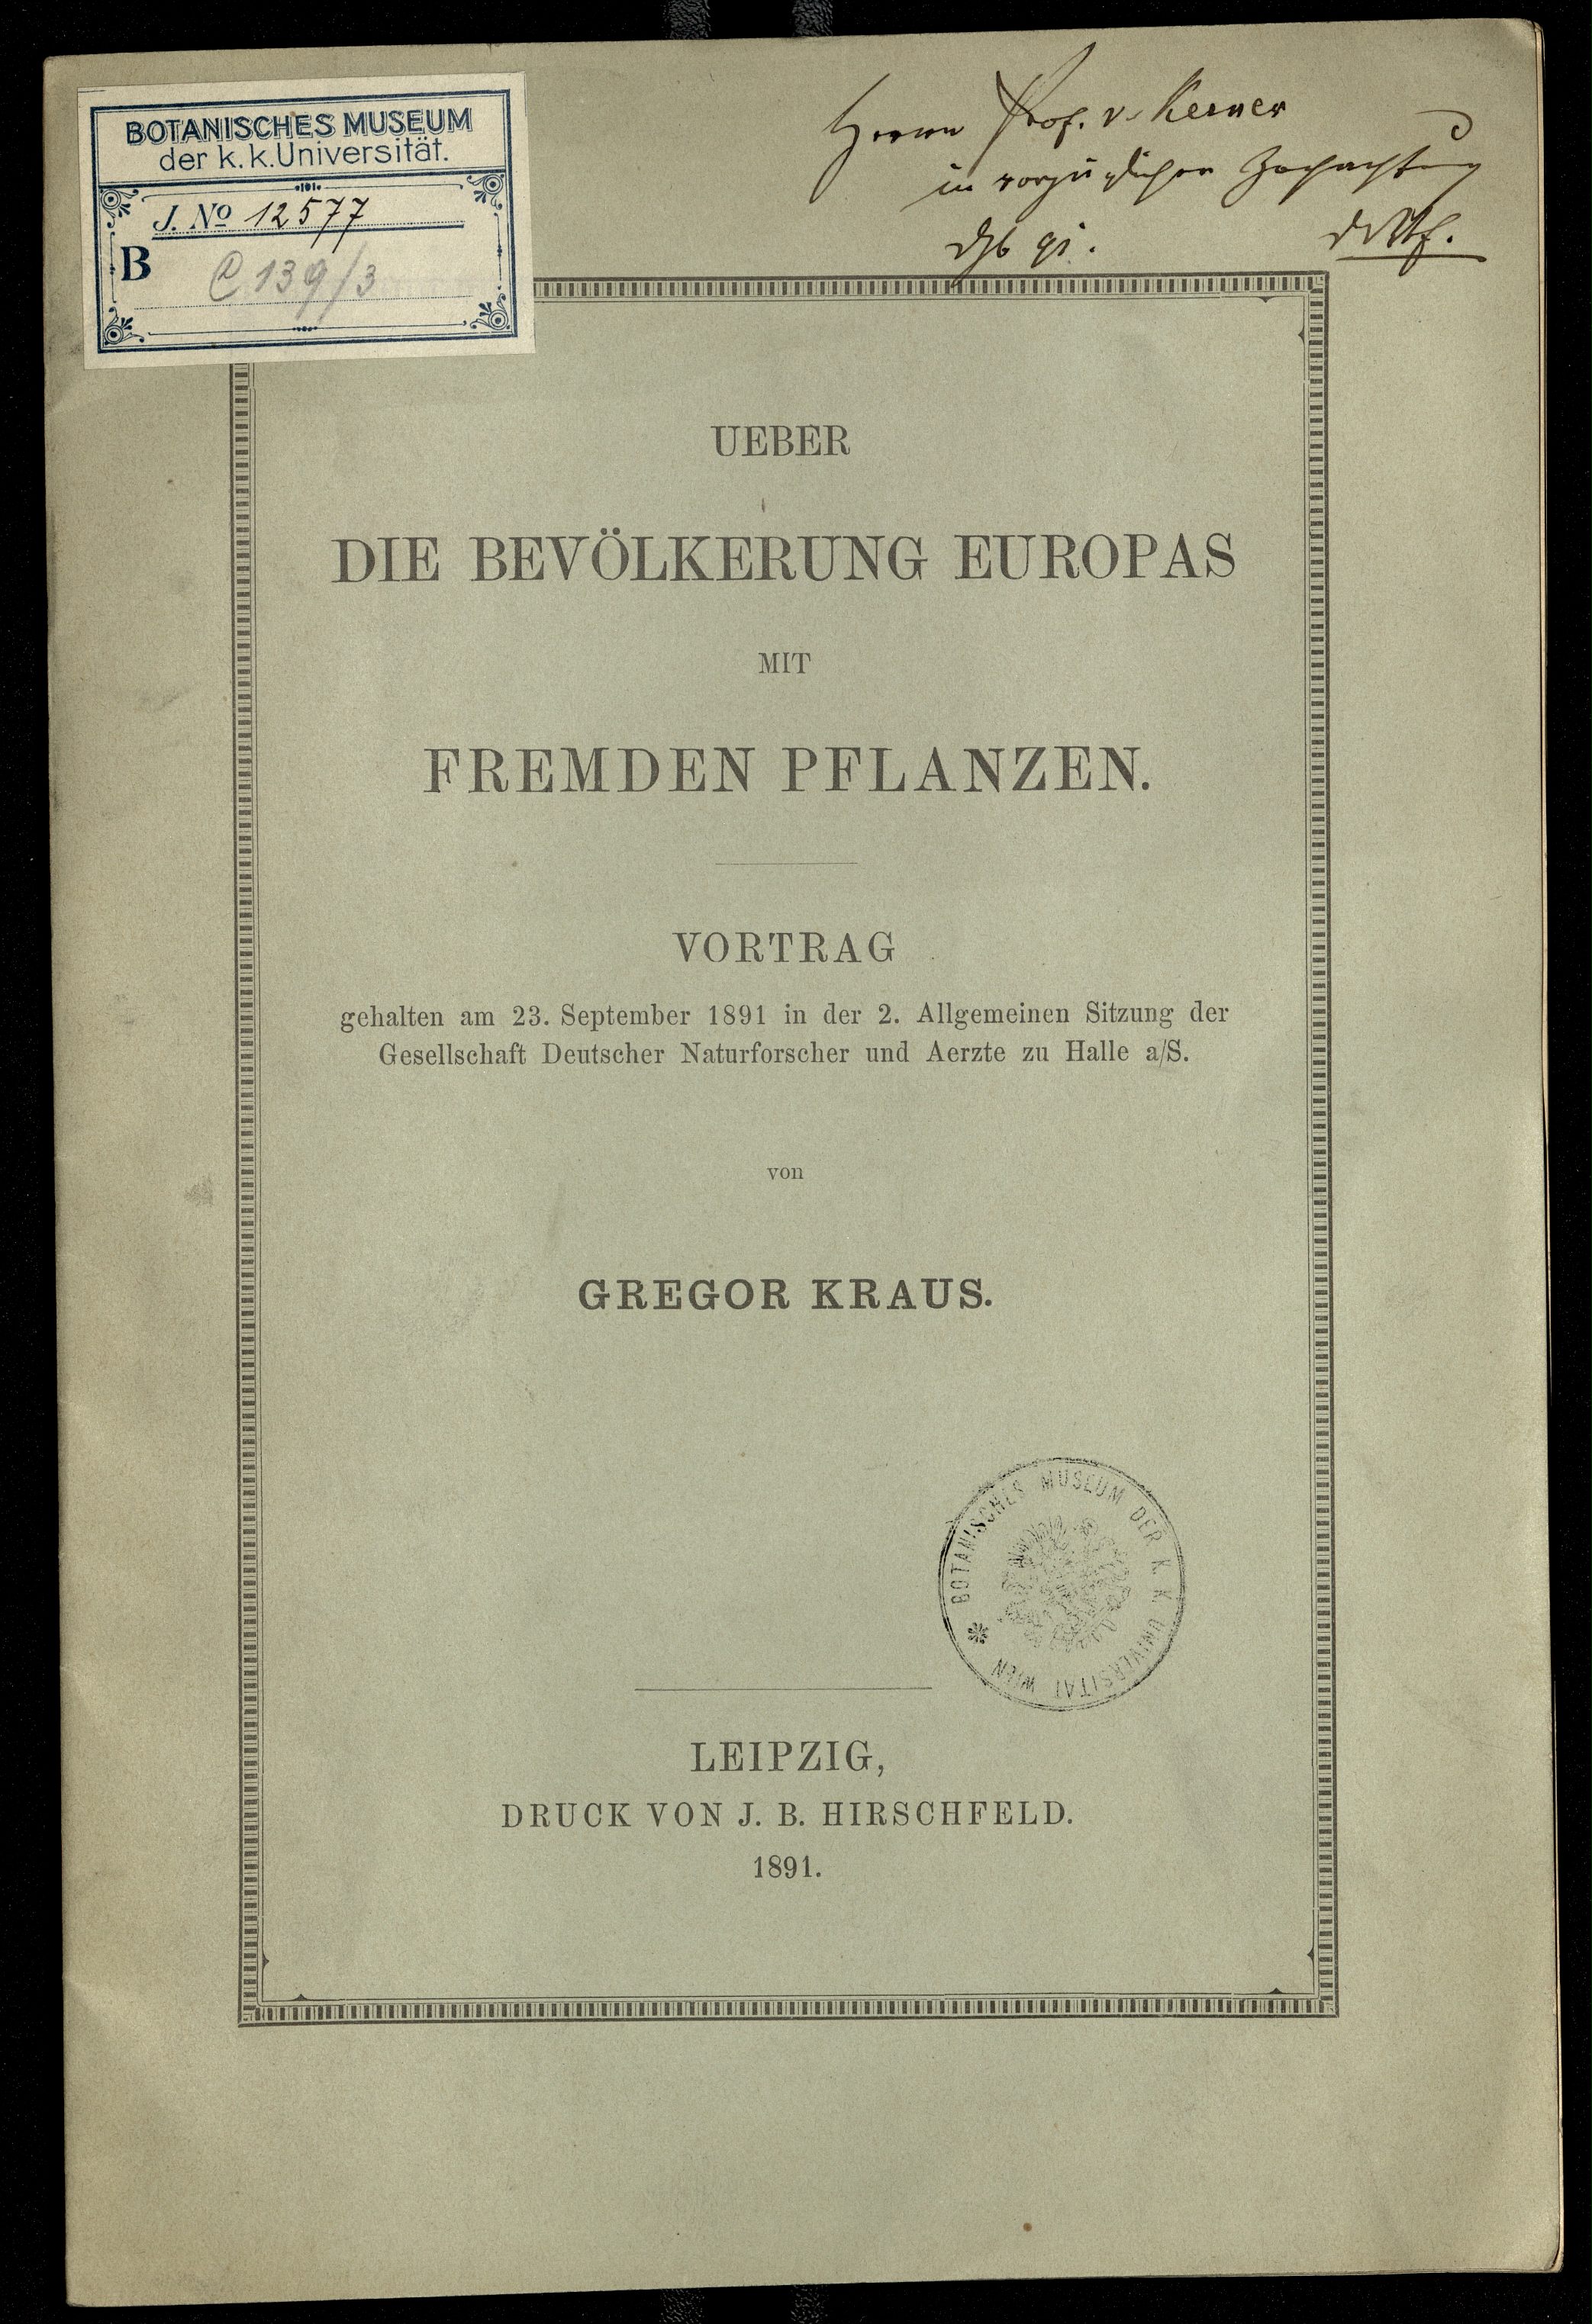 BOTANISCHES MUSEUM
der k. k. Universität.
J. No 12577
B
C 139/3
Herrn Prof. v. Kerner
in vorzüglicher Hochachtung
d. Vf.
UEBER
DIE BEVÖLKERUNG EUROPAS
MIT
FREMDEN PFLANZEN.
VORTRAG
gehalten am 23. September 1891 in der 2. Allgemeinen Sitzung der
Gesellschaft Deutscher Naturforscher und Aerzte zu Halle a/S.
von
GREGOR KRAUS.
BOTANISCHES MUSEUM DER K. K. UNIVERSITÄT WIEN
LEIPZIG,
DRUCK VON J. B. HIRSCHFELD.
1891.